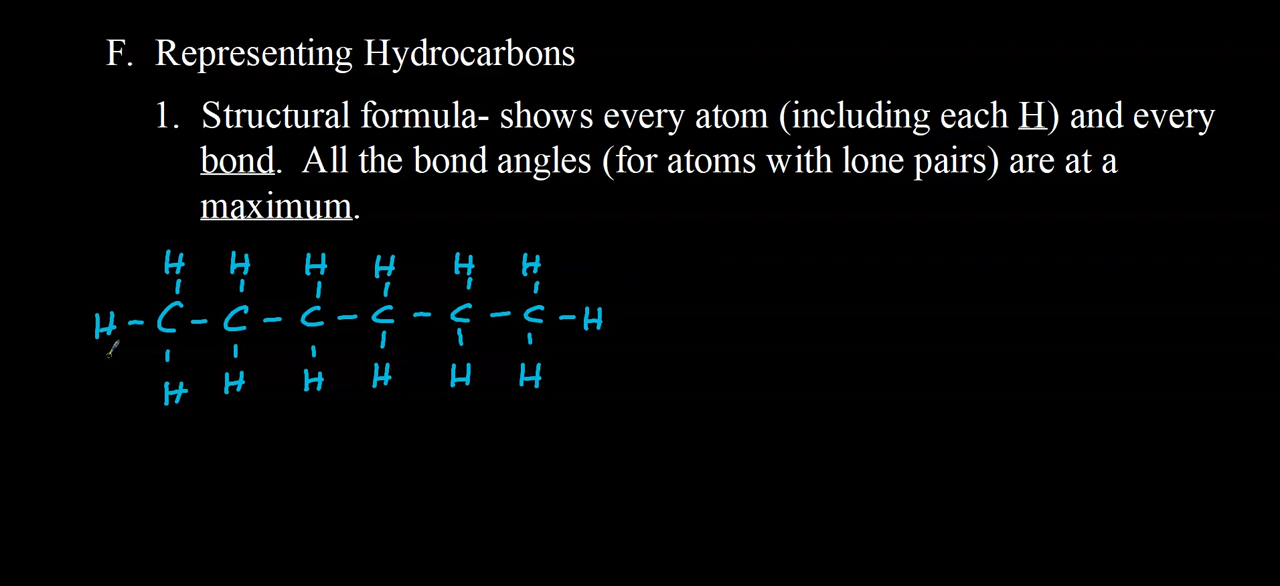 F. Representing Hydrocarbons
1. Structural formula- shows every atom (including each H) and every
bond. All the bond angles (for atoms with lone pairs) are at a
maximum.
H H H H H H
H - C - C - C - C - C - C - H
H H H H H H